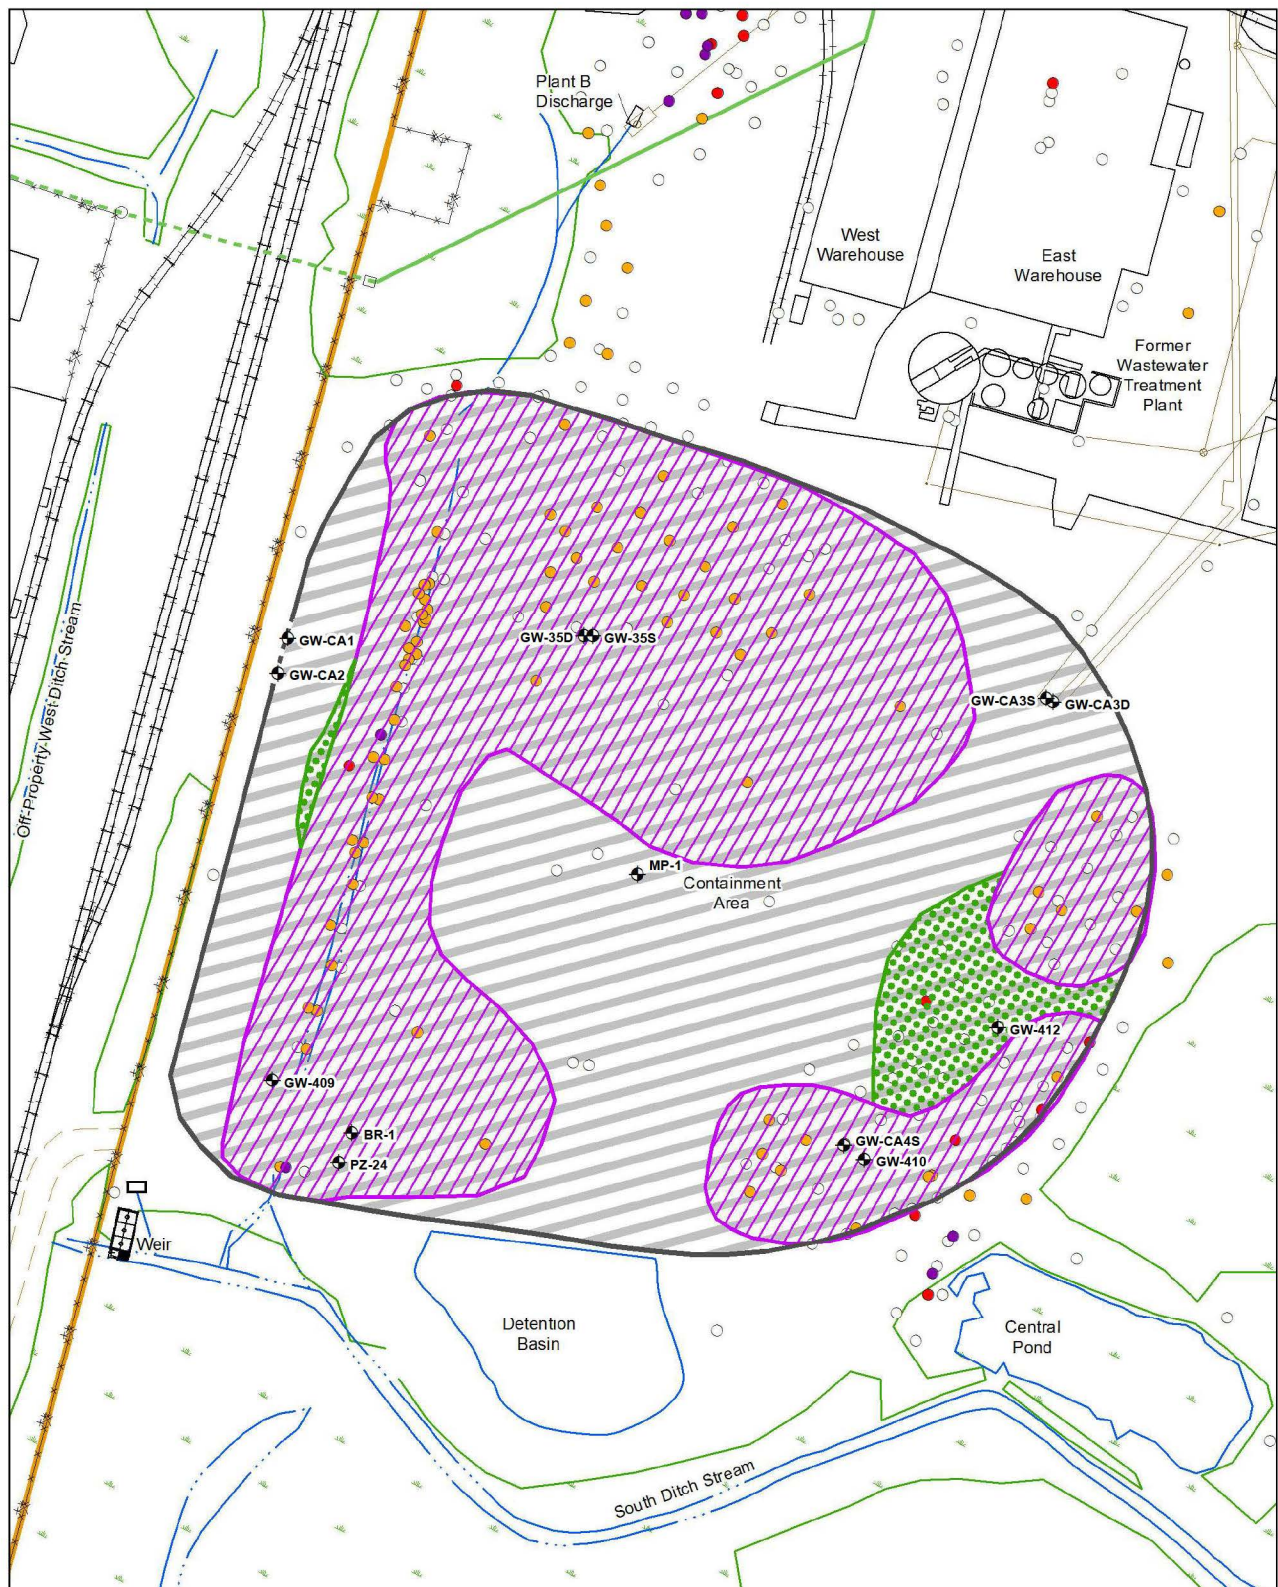 Plant B
Discharge
West
Warehouse
East
Warehouse
Former
Wastewater
Treatment
Plant
Off-Property West Ditch Stream
GW-CA1
GW-CA2
GW-35D
GW-35S
GW-CA3S
GW-CA3D
MP-1
Containment
Area
GW-412
GW-409
BR-1
PZ-24
GW-CA4S
GW-410
Weir
Detention
Basin
Central
Pond
South Ditch Stream